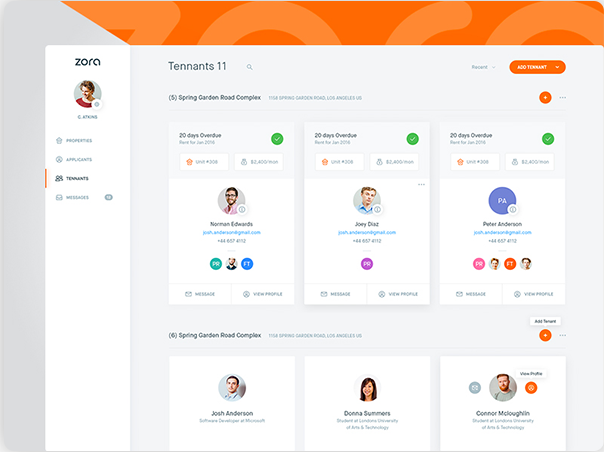 zora
C. ATKINS
PROPERTIES
APPLICANTS
TENNANTS
MESSAGES
Tennants 11
Recent
ADD TENNANT
(5) Spring Garden Road Complex
1158 SPRING GARDEN ROAD, LOS ANGELES US
20 days Overdue
Rent for Jan 2016
Unit #208
$2,400/mon
Norman Edwards
josh.anderson@gmail.com
+44 657 4112
PR
FT
MESSAGE
VIEW PROFILE
20 days Overdue
Rent for Jan 2016
Unit #208
$2,400/mon
Joey Diaz
josh.anderson@gmail.com
+44 657 4112
PR
MESSAGE
VIEW PROFILE
20 days Overdue
Rent for Jan 2016
Unit #208
$2,400/mon
PA
Peter Anderson
josh.anderson@gmail.com
+44 657 4112
PR
FT
MESSAGE
VIEW PROFILE
Add Tenant
(6) Spring Garden Road Complex
1158 SPRING GARDEN ROAD, LOS ANGELES US
Josh Anderson
Software Developer at Microsoft
Donna Summers
Student at Londons University
of Arts & Technology
View Profile
Connor Mcloughlin
Student at Londons University
of Arts & Technology